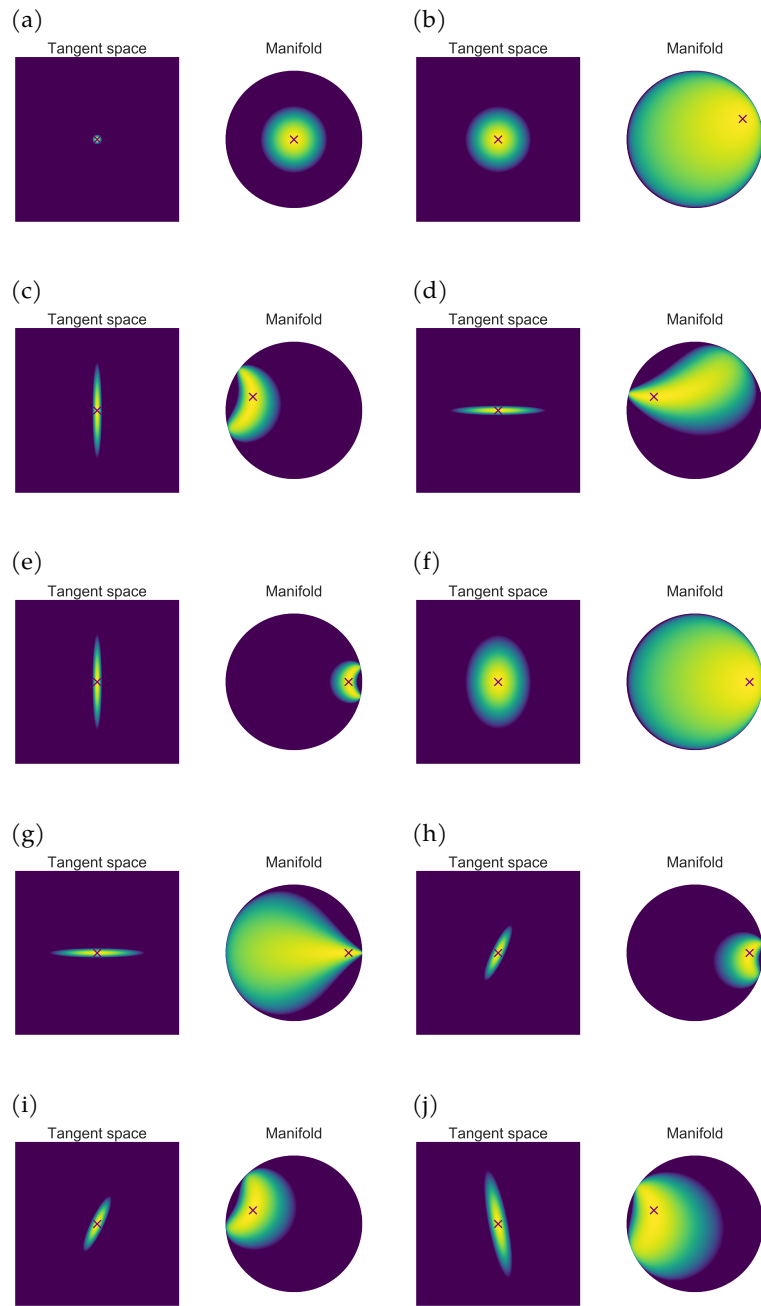 (a)
(b)
Tangent space Manifold Tangent space Manifold
(c)
(d)
Tangent space Manifold Tangent space Manifold
(e)
(f)
Tangent space Manifold Tangent space Manifold
(g)
(h)
Tangent space Manifold Tangent space Manifold
(i)
(j)
Tangent space Manifold Tangent space Manifold